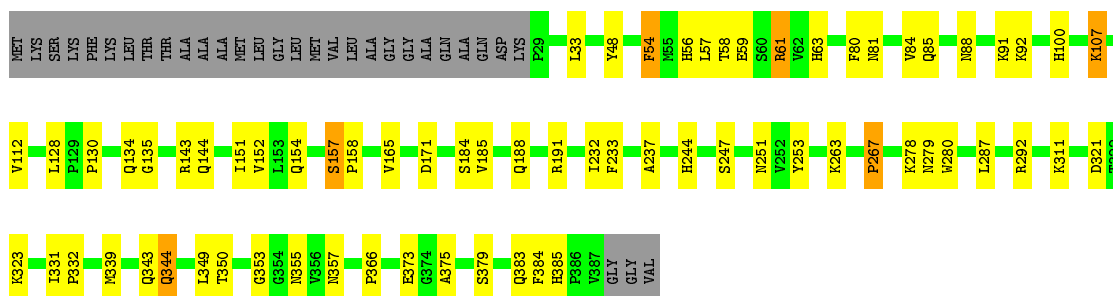 MET LYS SER LYS PHE LYS LEU THR THR ALA ALA ALA MET LEU GLY LEU MET VAL LEU ALA GLY GLY ALA GLN ALA GLN ASP LYS P29 L33 Y48 F54 M55 H56 L57 T58 E59 S60 R61 V62 H63 F80 N81 V84 Q85 N88 K91 K92 H100 K107
V112 L128 P129 P130 Q134 G135 R143 Q144 I151 V152 L153 Q154 S157 P158 V165 D171 S184 V185 Q188 R191 I232 F233 A237 H244 S247 N251 V252 Y253 K263 P267 K278 N279 W280 L287 R292 K311 D321
K323 I331 P332 M339 Q343 Q344 L349 T350 G353 G354 N355 V356 N357 P366 E373 G374 A375 S379 Q383 F384 H385 P386 V387 GLY GLY VAL